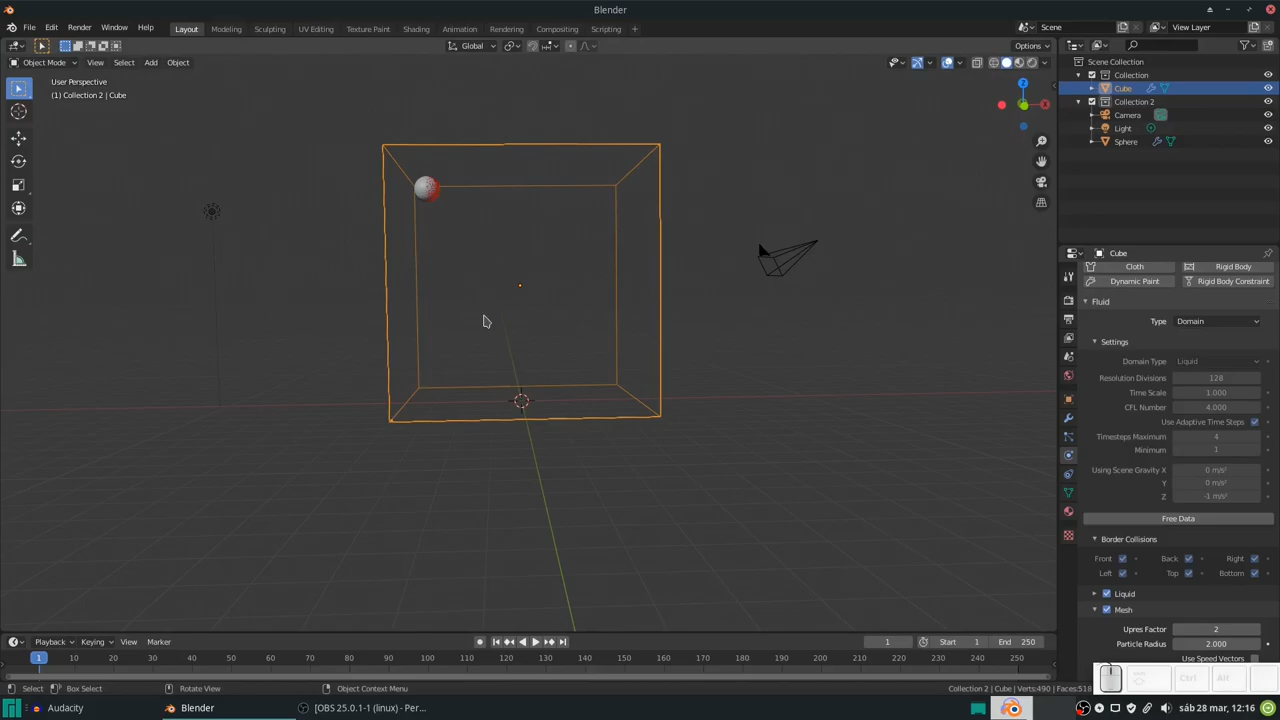 Blender
File Edit Render Window Help Layout Modeling Sculpting UV Editing Texture Paint Shading Animation Rendering Compositing Scripting Scene View Layer
Global Options
Object Mode View Select Add Object
User Perspective
(1) Collection 2 | Cube
Z
Scene Collection
Collection
Cube
Collection 2
Camera
Light
Sphere
Cube
Cloth Rigid Body
Dynamic Paint Rigid Body Constraint
Fluid
Type Domain
Settings
Domain Type Liquid
Resolution Divisions 128
Time Scale 1.000
CFL Number 4.000
Use Adaptive Time Steps
Timesteps Maximum 4
Minimum 1
Using Scene Gravity X 0 m/s²
Y 0 m/s²
Z -1 m/s²
Free Data
Border Collisions
Front Back Right
Left Top Bottom
Liquid
Mesh
Upres Factor 2
Particle Radius 2.000
Use Speed Vectors
Playback Keying View Marker 1 Start 1 End 250
1 10 20 30 40 50 60 70 80 90 100 110 120 130 140 150 160 170 180 190 200 210 220 230 240 250
Ctrl Alt
Select Box Select Rotate View Object Context Menu Collection 2 | Cube | Verts:490 | Faces:518
Audacity Blender [OBS 25.0.1-1 (linux) - Per... sáb 28 mar, 12:16